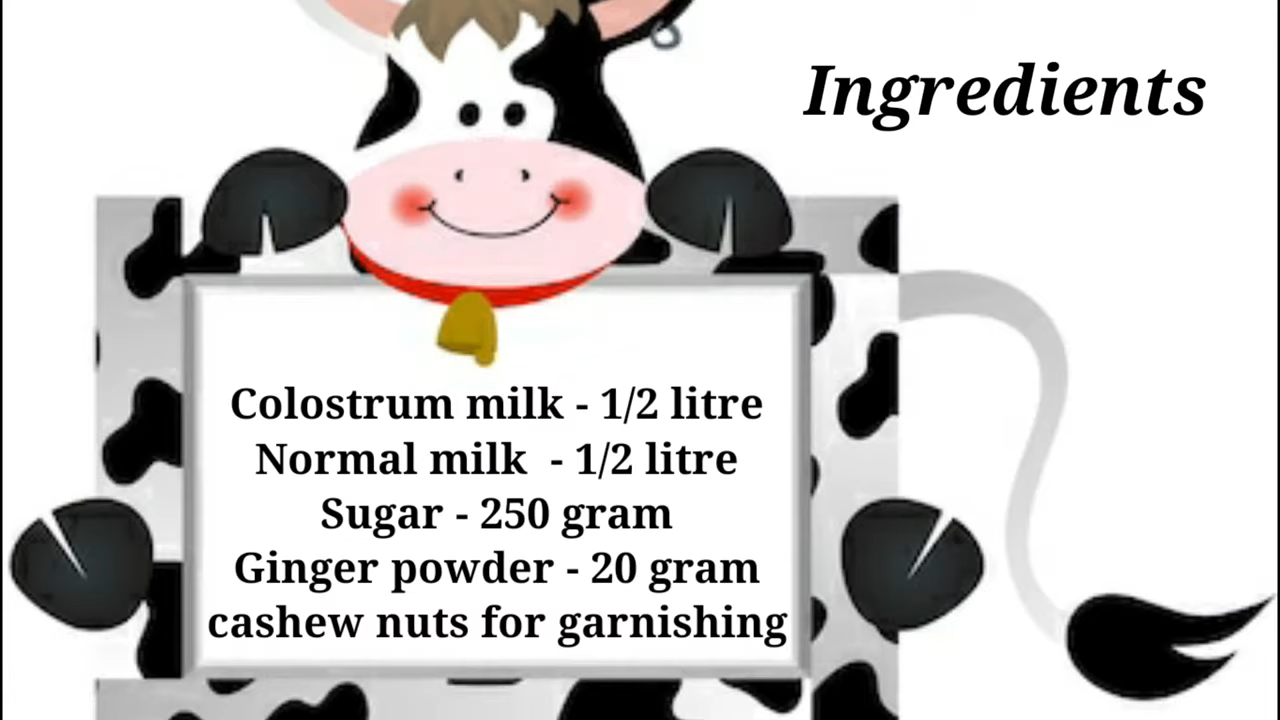 Ingredients
Colostrum milk - 1/2 litre
Normal milk  - 1/2 litre
Sugar - 250 gram
Ginger powder - 20 gram
cashew nuts for garnishing